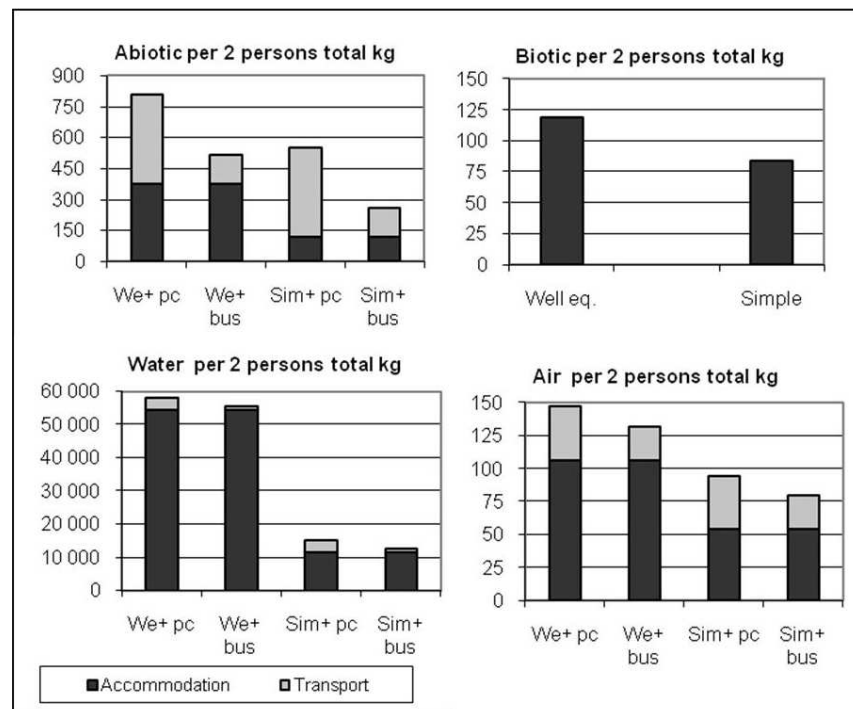 Abiotic per 2 persons total kg
900
750
600
450
300
150
0
We+ pc
We+
bus
Sim+ pc
Sim+
bus
Biotic per 2 persons total kg
150
125
100
75
50
25
0
Well eq.
Simple
Water per 2 persons total kg
60 000
50 000
40 000
30 000
20 000
10 000
0
We+ pc
We+
bus
Sim+ pc
Sim+
bus
Air per 2 persons total kg
150
125
100
75
50
25
0
We+ pc
We+
bus
Sim+ pc
Sim+
bus
Accommodation
Transport